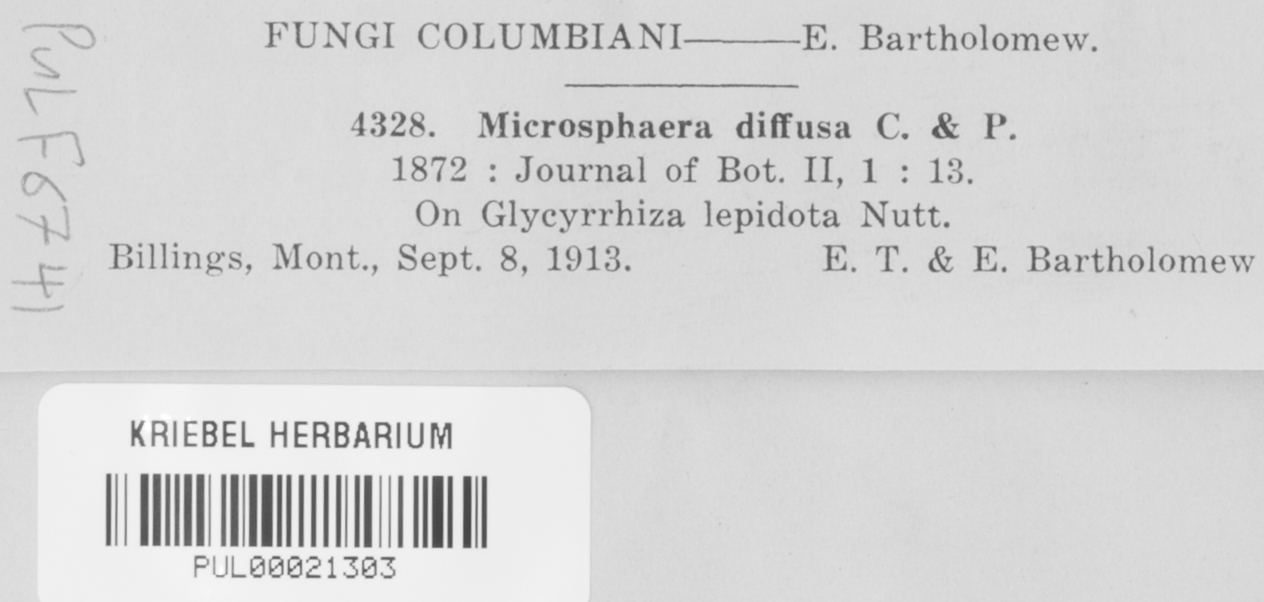 FUNGI COLUMBIANI———E. Bartholomew.
4328. Microsphaera diffusa C. & P.
1872 : Journal of Bot. II, 1 : 13.
On Glycyrrhiza lepidota Nutt.
Billings, Mont., Sept. 8, 1913. E. T. & E. Bartholomew
PUL F6741
KRIEBEL HERBARIUM
PUL00021303